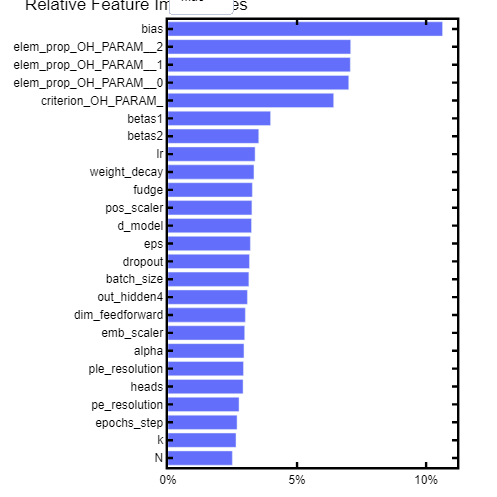 Relative Feature Im es
bias
elem_prop_OH_PARAM__2
elem_prop_OH_PARAM__1
elem_prop_OH_PARAM__0
criterion_OH_PARAM_
betas1
betas2
lr
weight_decay
fudge
pos_scaler
d_model
eps
dropout
batch_size
out_hidden4
dim_feedforward
emb_scaler
alpha
ple_resolution
heads
pe_resolution
epochs_step
k
N
0% 5% 10%